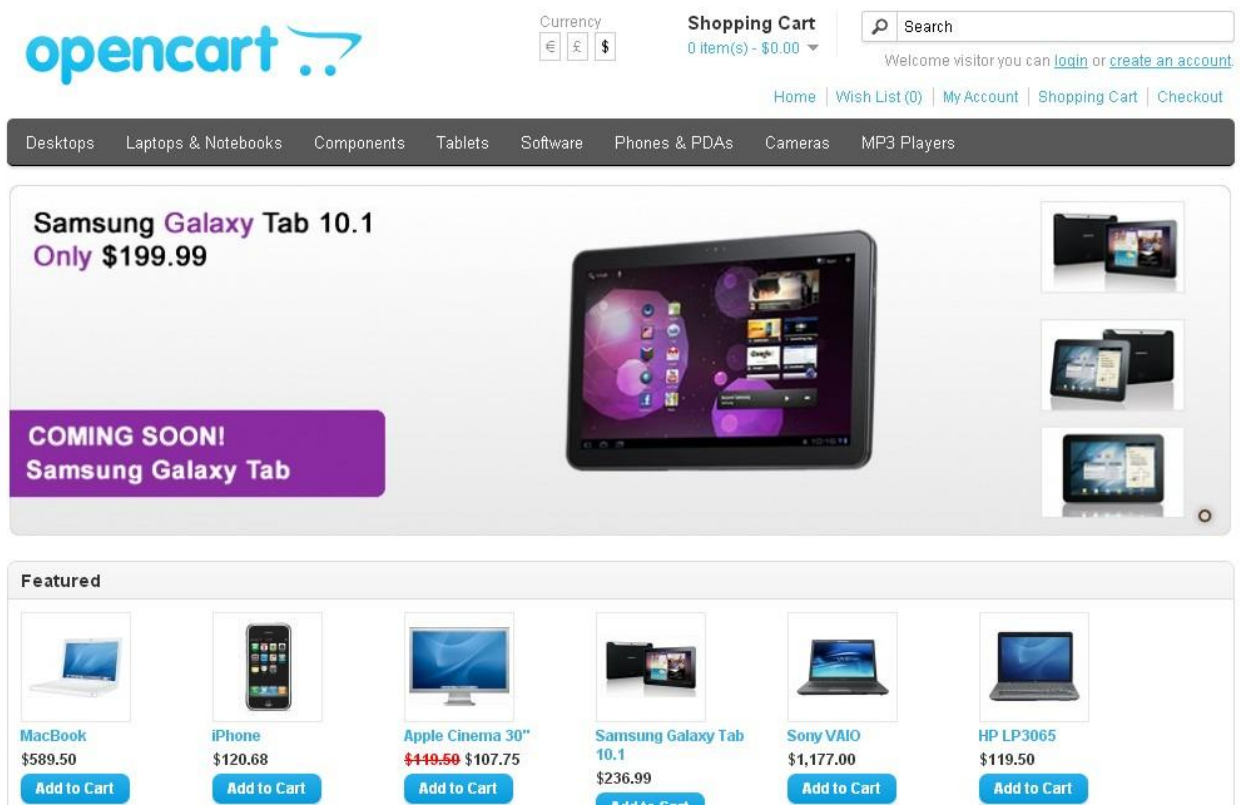 opencart
Currency
€ £ $
Shopping Cart
0 item(s) - $0.00
Search
Welcome visitor you can login or create an account.
Home | Wish List (0) | My Account | Shopping Cart | Checkout
Desktops Laptops & Notebooks Components Tablets Software Phones & PDAs Cameras MP3 Players
Samsung Galaxy Tab 10.1
Only $199.99
COMING SOON!
Samsung Galaxy Tab
Featured
MacBook
$589.50
Add to Cart
iPhone
$120.68
Add to Cart
Apple Cinema 30"
$119.50 $107.75
Add to Cart
Samsung Galaxy Tab
10.1
$236.99
Add to Cart
Sony VAIO
$1,177.00
Add to Cart
HP LP3065
$119.50
Add to Cart